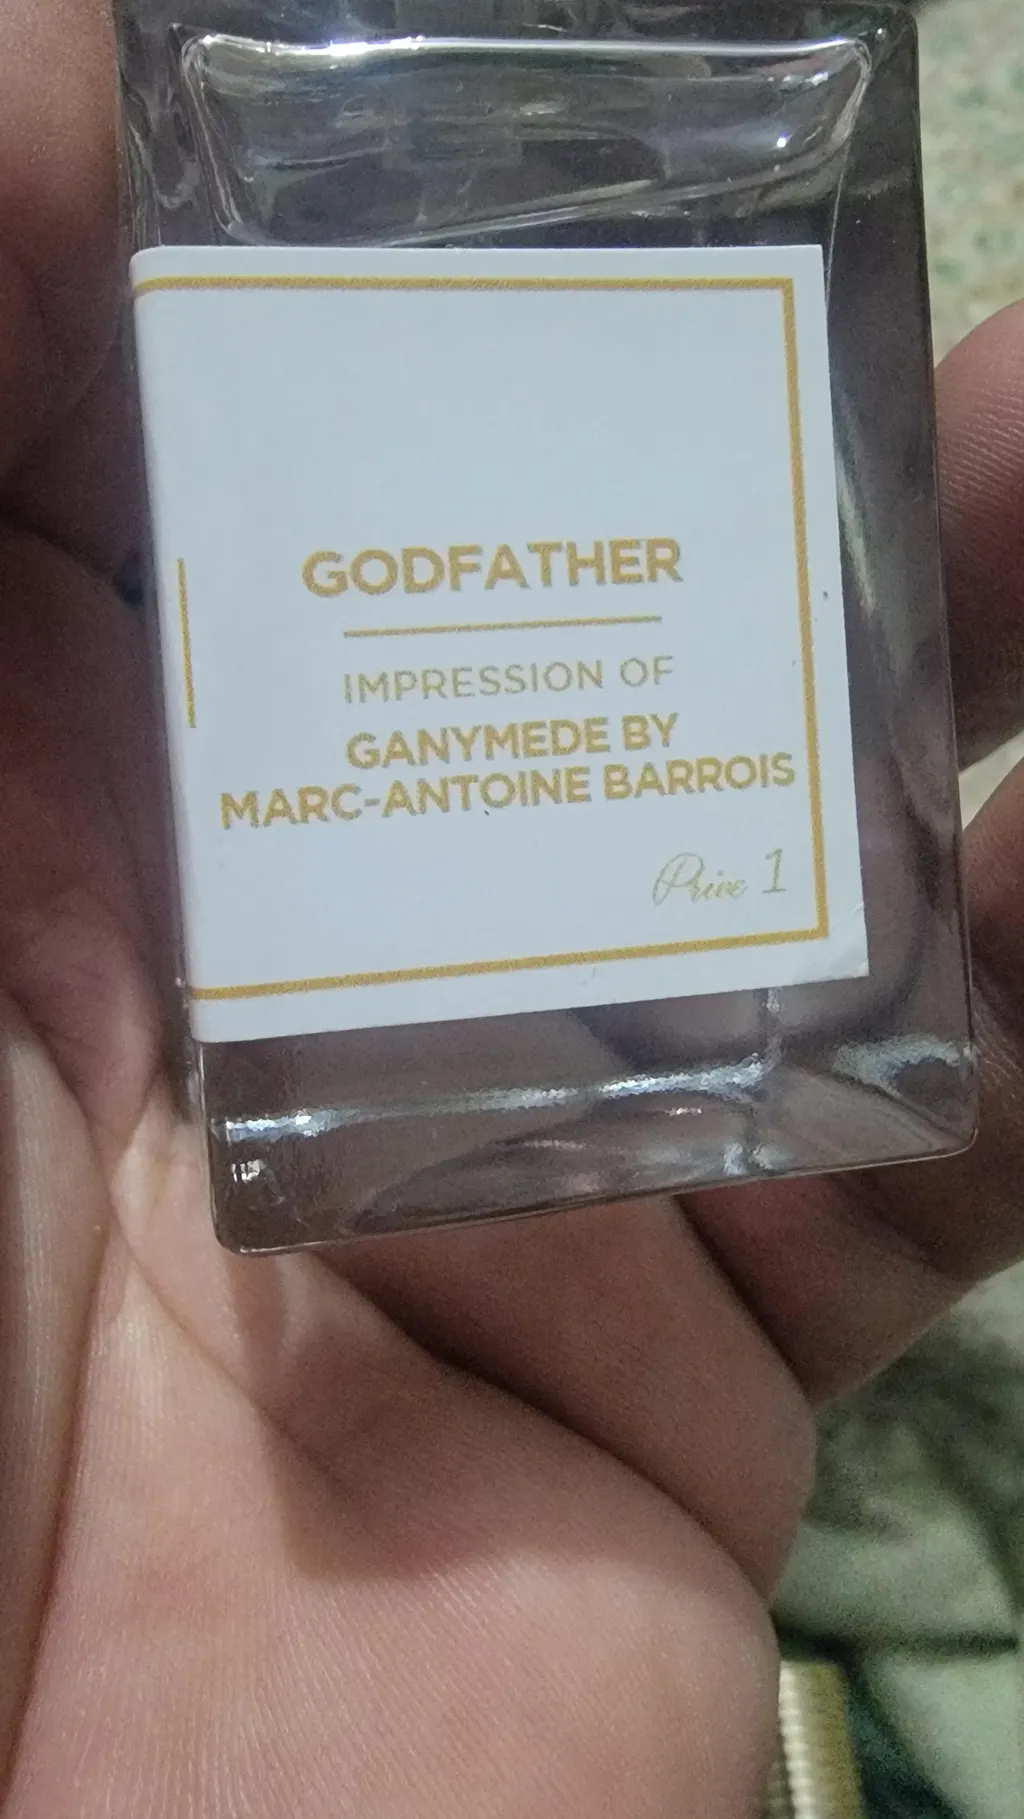 GODFATHER
IMPRESSION OF
GANYMEDE BY
MARC-ANTOINE BARROIS
Prive 1